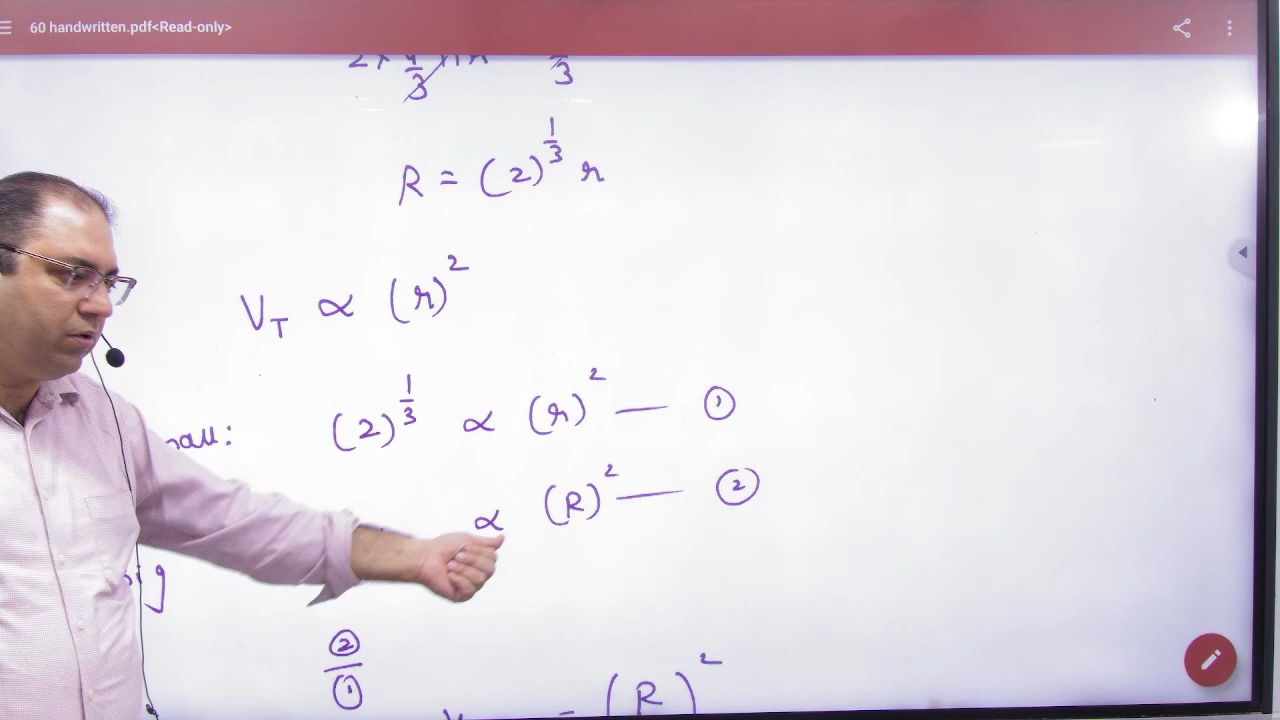 60 handwritten.pdf<Read-only>
3
R = (2)^{1/3} r
V_T ∝ (r)^2
(2)^{1/3} ∝ (r)^2 — ①
∝ (R)^2 — ②
②/①
= (R)^2